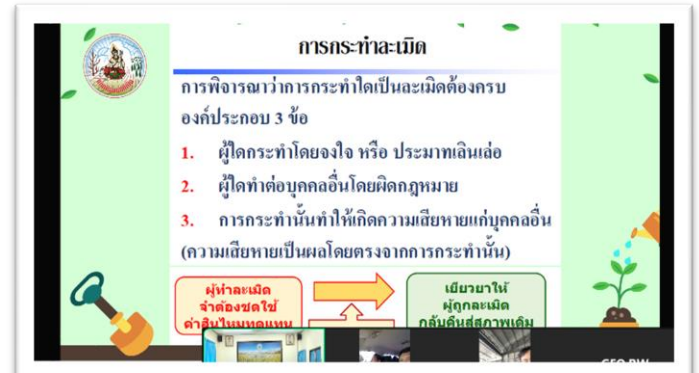 การกระทำละเมิด
การพิจารณาว่าการกระทำใดเป็นละเมิดต้องครบ
องค์ประกอบ 3 ข้อ
1. ผู้ใดกระทำโดยจงใจ หรือ ประมาทเลินเล่อ
2. ผู้ใดทำต่อบุคคลอื่นโดยผิดกฎหมาย
3. การกระทำนั้นทำให้เกิดความเสียหายแก่บุคคลอื่น
(ความเสียหายเป็นผลโดยตรงจากการกระทำนั้น)
ผู้ทำละเมิด
จำต้องชดใช้
ค่าสินไหมทดแทน
เยียวยาให้
ผู้ถูกละเมิด
กลับคืนสู่สภาพเดิม